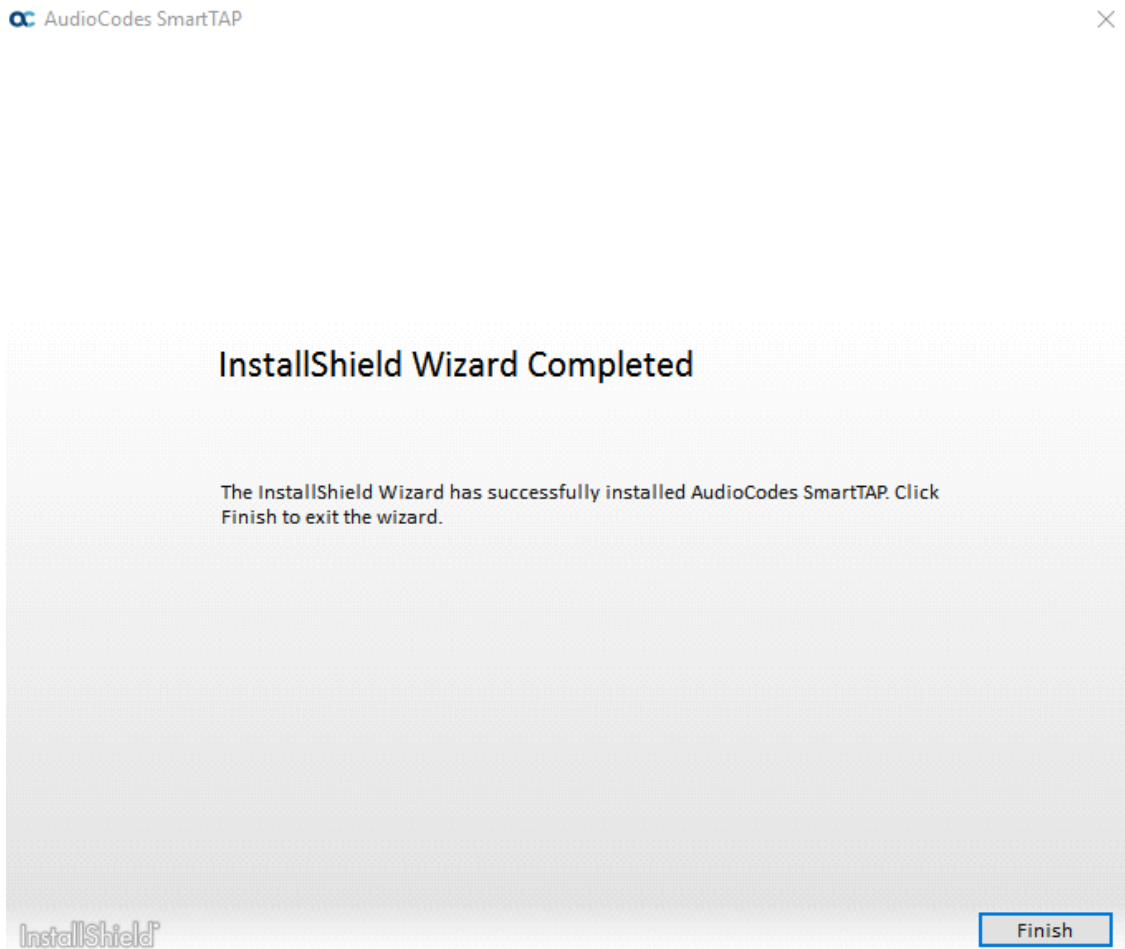 AudioCodes SmartTAP
InstallShield Wizard Completed
The InstallShield Wizard has successfully installed AudioCodes SmartTAP. Click
Finish to exit the wizard.
InstallShield
Finish